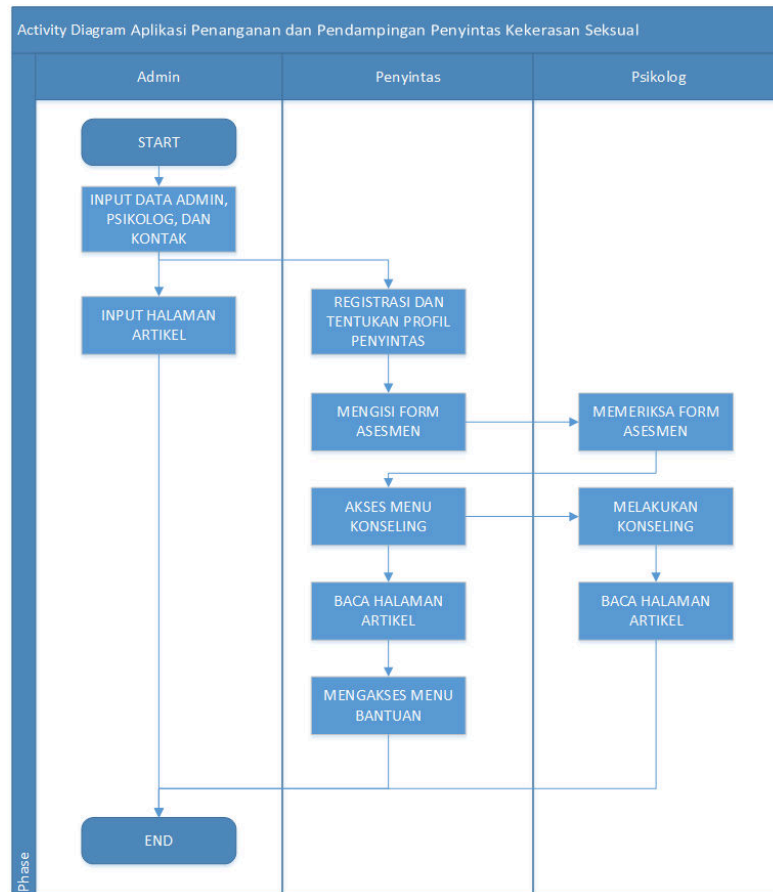 Activity Diagram Aplikasi Penanganan dan Pendampingan Penyintas Kekerasan Seksual
Admin
Penyintas
Psikolog
START
INPUT DATA ADMIN,
PSIKOLOG, DAN
KONTAK
INPUT HALAMAN
ARTIKEL
REGISTRASI DAN
TENTUKAN PROFIL
PENYINTAS
MENGISI FORM
ASESMEN
MEMERIKSA FORM
ASESMEN
AKSES MENU
KONSELING
MELAKUKAN
KONSELING
BACA HALAMAN
ARTIKEL
BACA HALAMAN
ARTIKEL
MENGAKSES MENU
BANTUAN
END
Phase